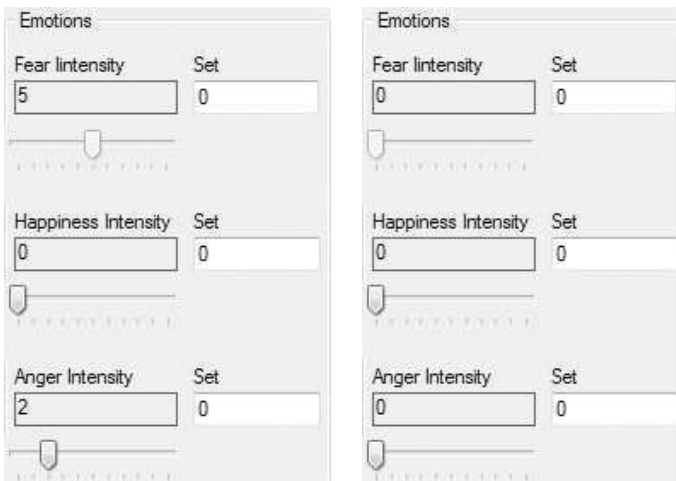 Emotions
Fear Iintensity Set
5 0
Happiness Intensity Set
0 0
Anger Intensity Set
2 0
Emotions
Fear Iintensity Set
0 0
Happiness Intensity Set
0 0
Anger Intensity Set
0 0